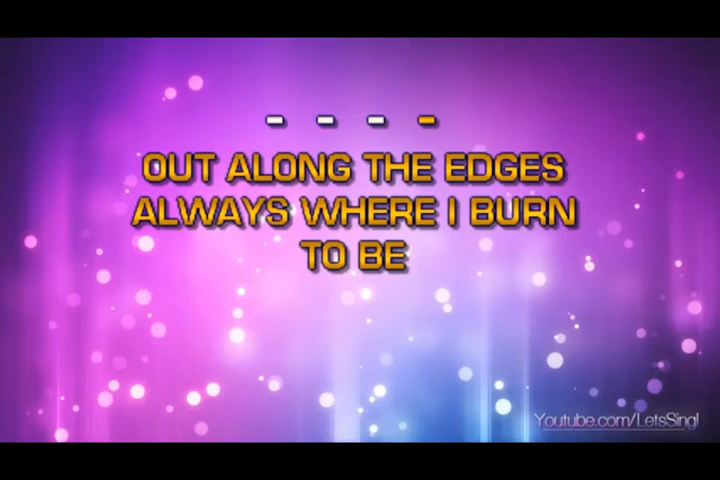 - - - -
OUT ALONG THE EDGES
ALWAYS WHERE I BURN
TO BE
Youtube.com/LetsSing!